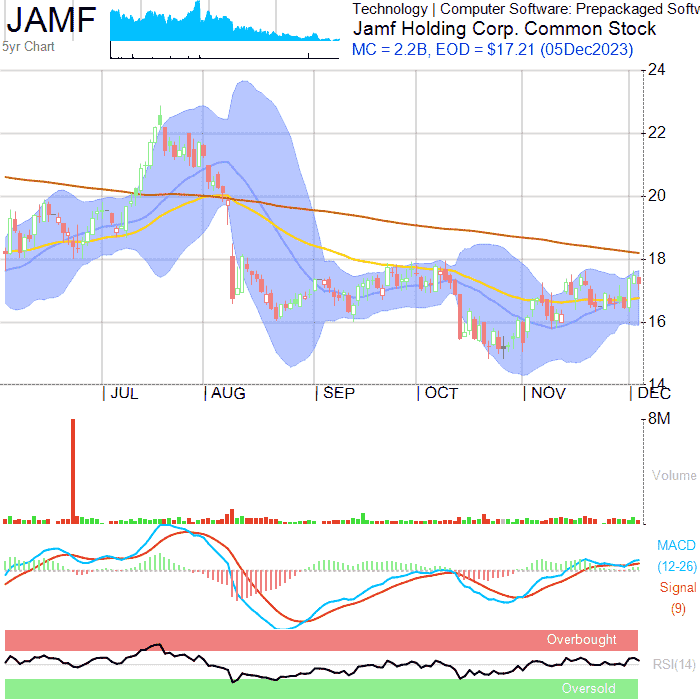 JAMF
5yr Chart
Technology | Computer Software: Prepackaged Softw
Jamf Holding Corp. Common Stock
MC = 2.2B, EOD = $17.21 (05Dec2023)
24
22
20
18
16
14
JUL
AUG
SEP
OCT
NOV
DEC
8M
Volume
MACD
(12-26)
Signal
(9)
Overbought
RSI(14)
Oversold